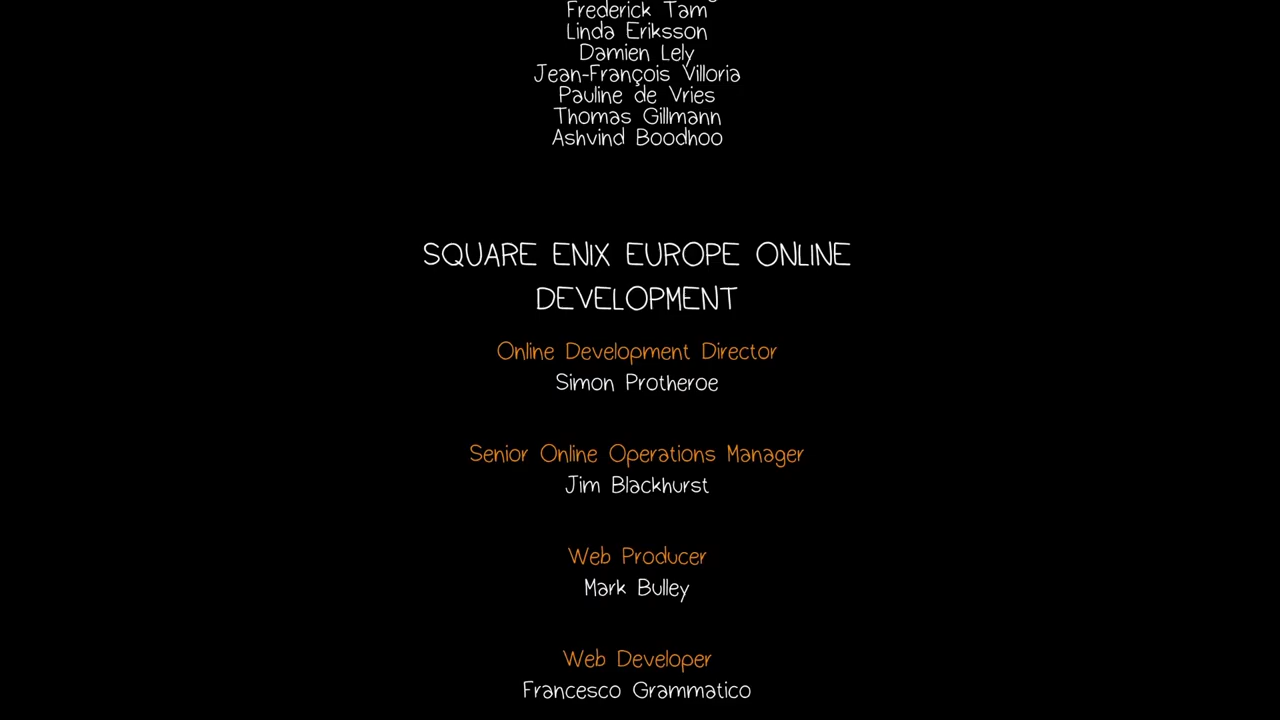 Frederick Tam
Linda Eriksson
Damien Lely
Jean-François Villoria
Pauline de Vries
Thomas Gillmann
Ashvind Boodhoo
SQUARE ENIX EUROPE ONLINE
DEVELOPMENT
Online Development Director
Simon Protheroe
Senior Online Operations Manager
Jim Blackhurst
Web Producer
Mark Bulley
Web Developer
Francesco Grammatico